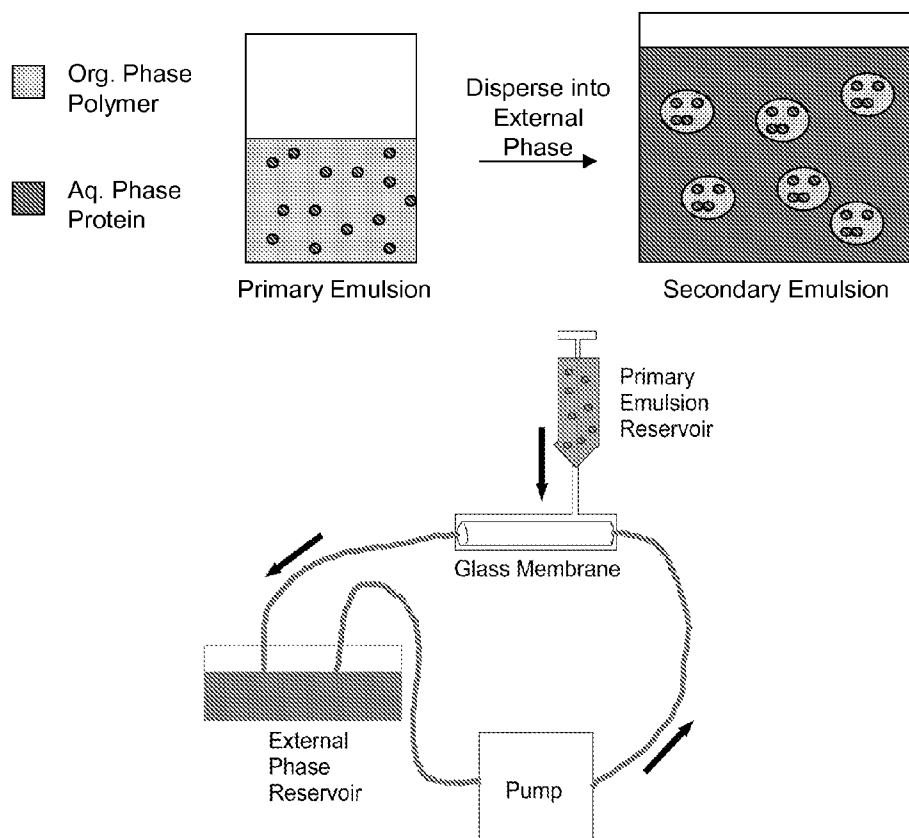 Org. Phase
Polymer
Aq. Phase
Protein
Disperse into
External
Phase
Primary Emulsion
Secondary Emulsion
Primary
Emulsion
Reservoir
Glass Membrane
External
Phase
Reservoir
Pump